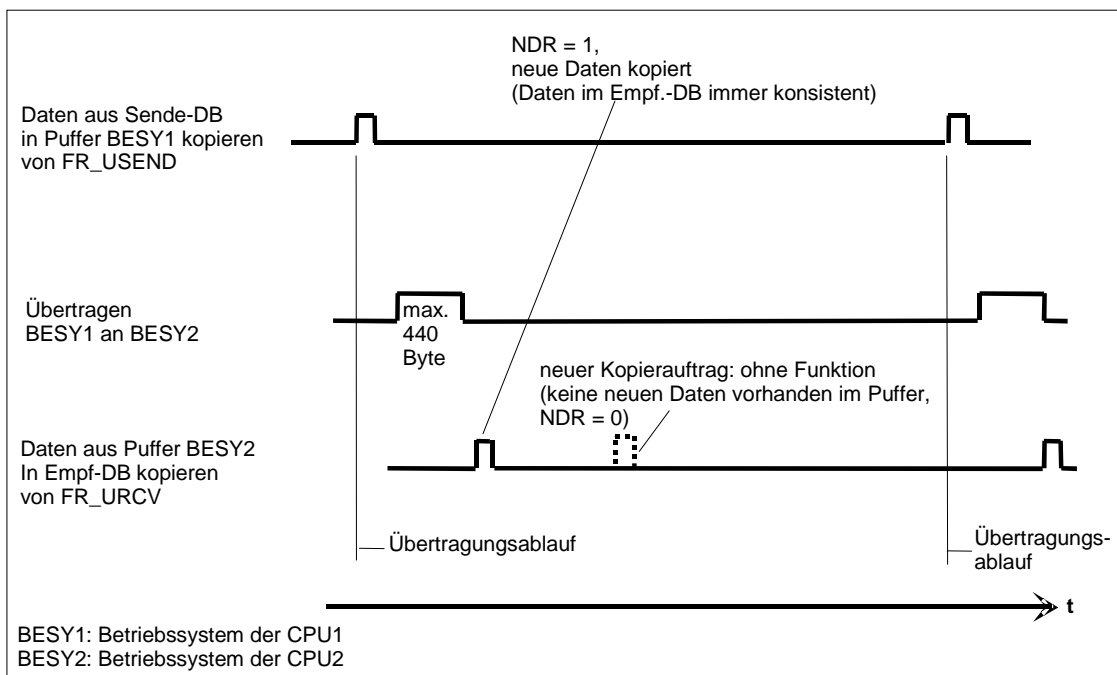 NDR = 1,
neue Daten kopiert
(Daten im Empf.-DB immer konsistent)
Daten aus Sende-DB
in Puffer BESY1 kopieren
von FR_USEND
Übertragen
BESY1 an BESY2
max.
440
Byte
neuer Kopierauftrag: ohne Funktion
(keine neuen Daten vorhanden im Puffer,
NDR = 0)
Daten aus Puffer BESY2
In Empf-DB kopieren
von FR_URCV
Übertragungsablauf
Übertragungs-
ablauf
t
BESY1: Betriebssystem der CPU1
BESY2: Betriebssystem der CPU2